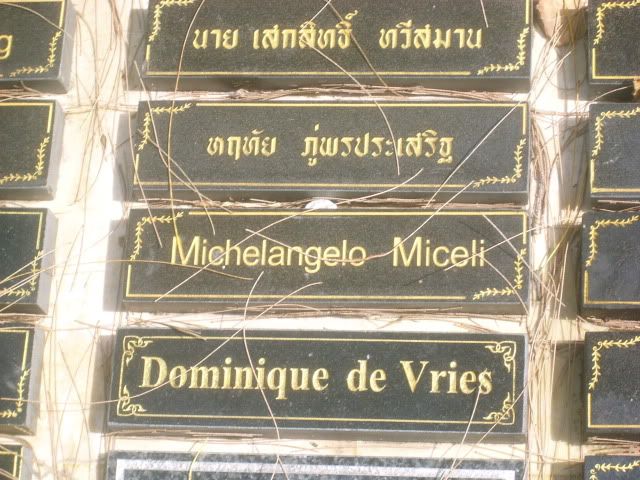 นาย เสกสิทธิ์ ทวีสมาน
หฤทัย ภู่พรประเสริฐ
Michelangelo Miceli
Dominique de Vries